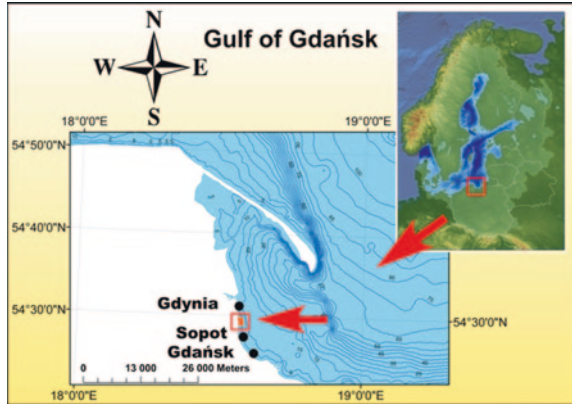 Gulf of Gdańsk
N
W E
S
18°0'0"E 19°0'0"E
54°50'0"N
54°40'0"N
54°30'0"N
54°30'0"N
Gdynia
Sopot
Gdańsk
0 13 000 26 000 Meters
18°0'0"E 19°0'0"E